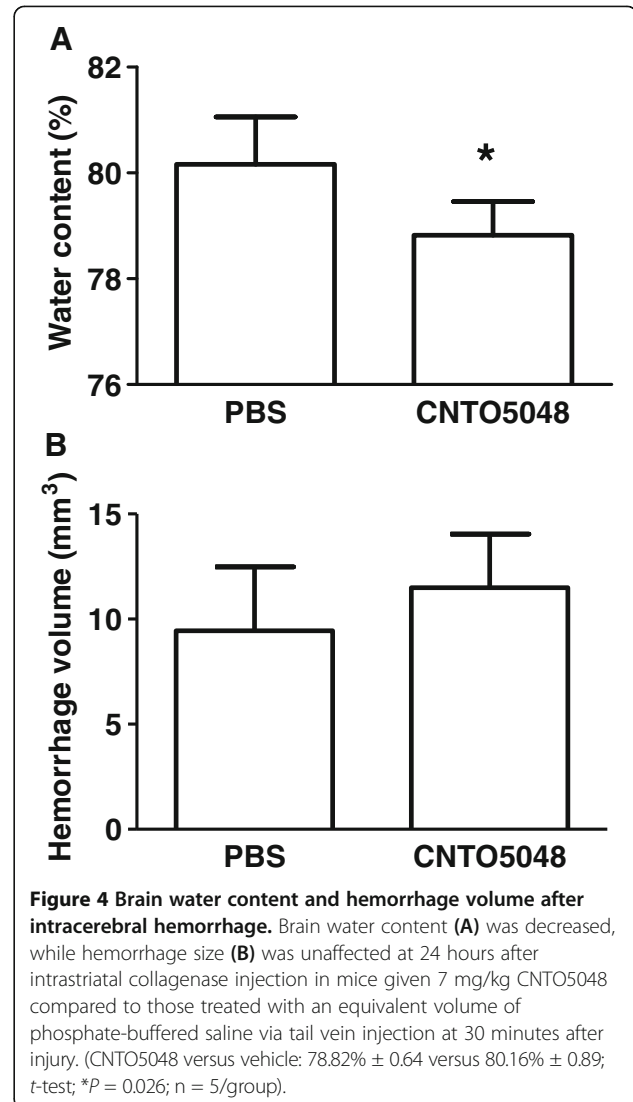 A
Water content (%)
82
80
78
76
*
PBS CNTO5048
B
Hemorrhage volume (mm³)
15
10
5
0
PBS CNTO5048
Figure 4 Brain water content and hemorrhage volume after
intracerebral hemorrhage. Brain water content (A) was decreased,
while hemorrhage size (B) was unaffected at 24 hours after
intrastriatal collagenase injection in mice given 7 mg/kg CNTO5048
compared to those treated with an equivalent volume of
phosphate-buffered saline via tail vein injection at 30 minutes after
injury. (CNTO5048 versus vehicle: 78.82% ± 0.64 versus 80.16% ± 0.89;
t-test; *P = 0.026; n = 5/group).